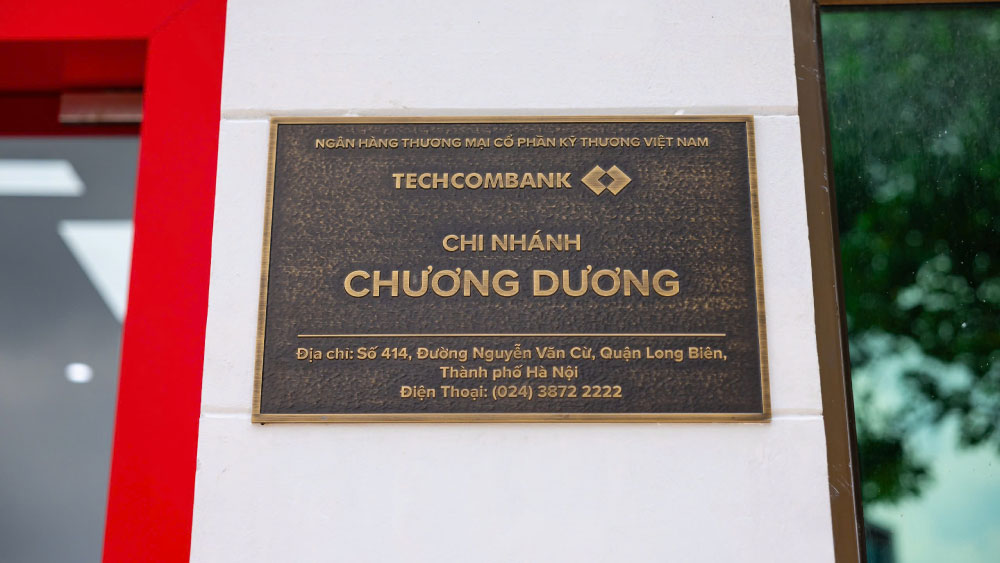 NGÂN HÀNG THƯƠNG MẠI CỔ PHẦN KỸ THƯƠNG VIỆT NAM
TECHCOMBANK
CHI NHÁNH
CHƯƠNG DƯƠNG
Địa chỉ: Số 414, Đường Nguyễn Văn Cừ, Quận Long Biên,
Thành phố Hà Nội
Điện Thoại: (024) 3872 2222